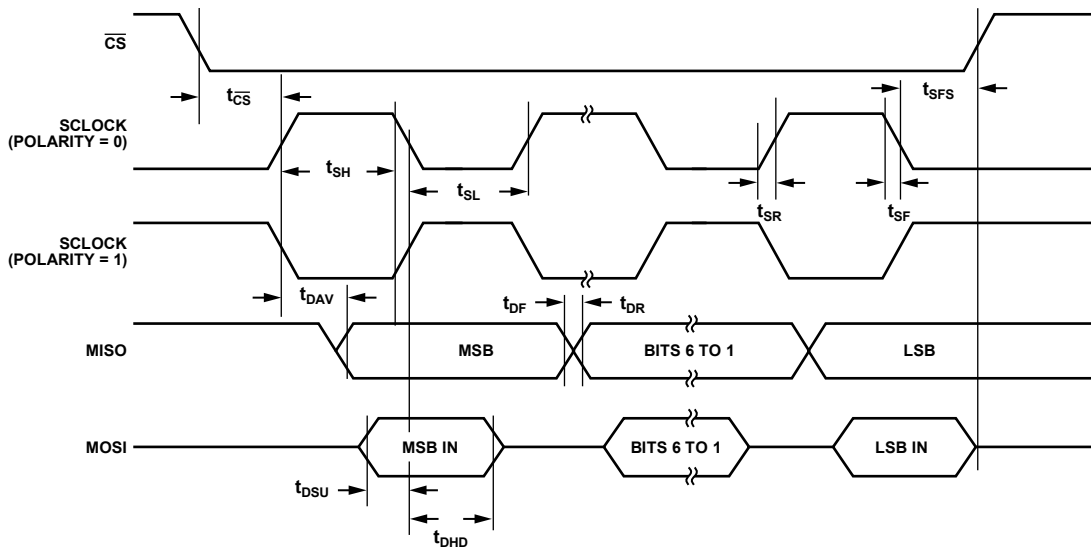 CS
tCS
tSFS
SCLOCK
(POLARITY = 0)
tSH
tSL
tSR
tSF
SCLOCK
(POLARITY = 1)
tDAV
tDF
tDR
MISO
MSB
BITS 6 TO 1
LSB
MOSI
MSB IN
BITS 6 TO 1
LSB IN
tDSU
tDHD